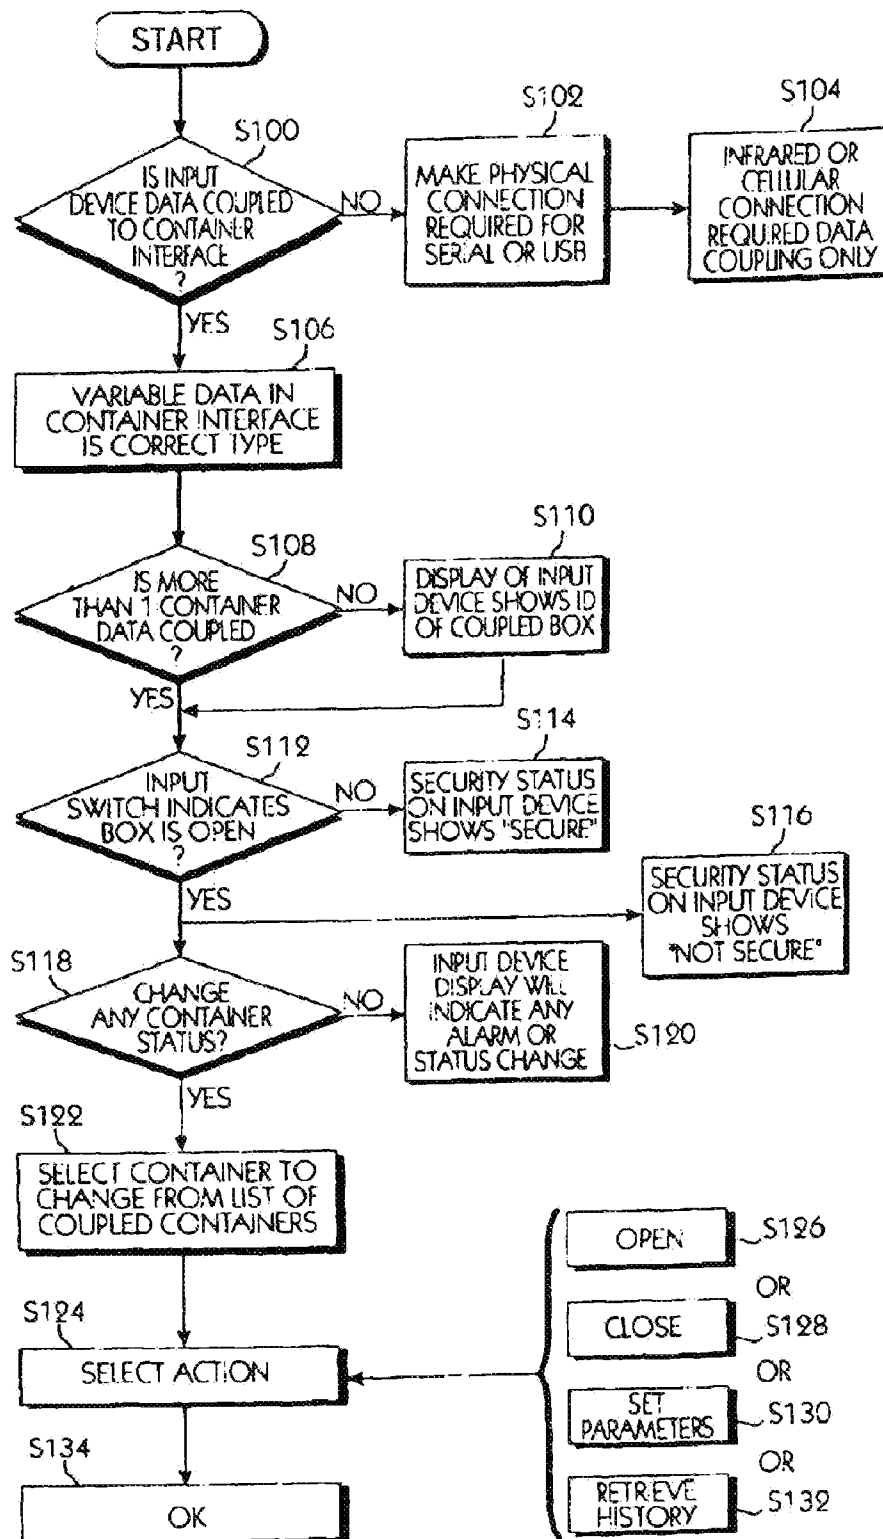 START
S100
IS INPUT
DEVICE DATA COUPLED
TO CONTAINER
INTERFACE
?
NO
S102
MAKE PHYSICAL
CONNECTION
REQUIRED FOR
SERIAL OR USB
S104
INFRARED OR
CELLULAR
CONNECTION
REQUIRED DATA
COUPLING ONLY
YES
S106
VARIABLE DATA IN
CONTAINER INTERFACE
IS CORRECT TYPE
S108
IS MORE
THAN 1 CONTAINER
DATA COUPLED
?
NO
S110
DISPLAY OF INPUT
DEVICE SHOWS ID
OF COUPLED BOX
YES
S112
INPUT
SWITCH INDICATES
BOX IS OPEN
?
NO
S114
SECURITY STATUS
ON INPUT DEVICE
SHOWS "SECURE"
YES
S116
SECURITY STATUS
ON INPUT DEVICE
SHOWS
"NOT SECURE"
S118
CHANGE
ANY CONTAINER
STATUS?
NO
INPUT DEVICE
DISPLAY WILL
INDICATE ANY
ALARM OR
STATUS CHANGE
S120
YES
S122
SELECT CONTAINER TO
CHANGE FROM LIST OF
COUPLED CONTAINERS
S124
SELECT ACTION
OPEN
S126
OR
CLOSE
S128
OR
SET
PARAMETERS
S130
OR
RETRIEVE
HISTORY
S132
S134
OK